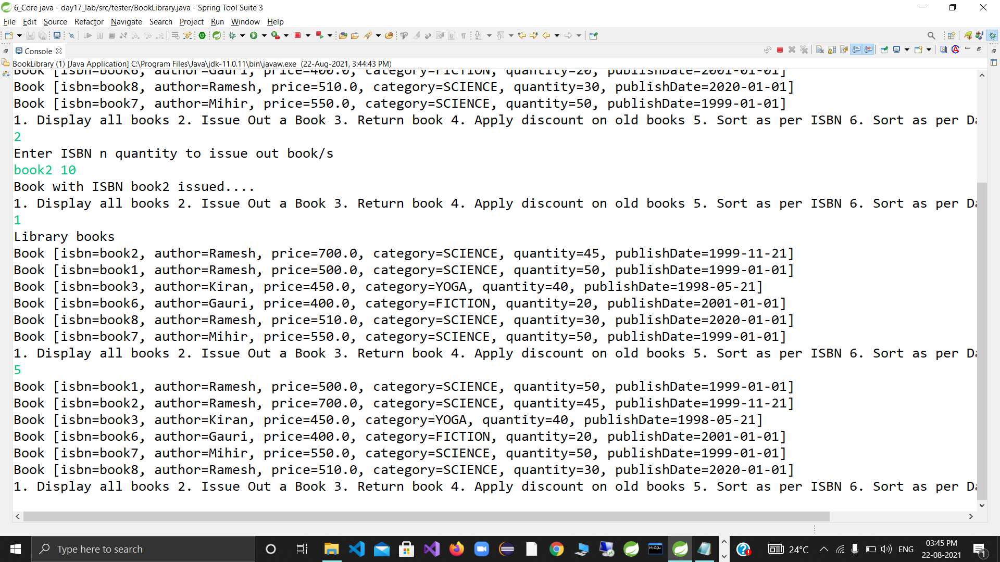 6_Core java - day17_lab/src/tester/BookLibrary.java - Spring Tool Suite 3
File Edit Source Refactor Navigate Search Project Run Window Help
Console
BookLibrary (1) [Java Application] C:\Program Files\Java\jdk-11.0.11\bin\javaw.exe (22-Aug-2021, 3:44:43 PM)
Book [isbn=book6, author=Gauri, price=400.0, category=FICTION, quantity=20, publishDate=2001-01-01]
Book [isbn=book8, author=Ramesh, price=510.0, category=SCIENCE, quantity=30, publishDate=2020-01-01]
Book [isbn=book7, author=Mihir, price=550.0, category=SCIENCE, quantity=50, publishDate=1999-01-01]
1. Display all books 2. Issue Out a Book 3. Return book 4. Apply discount on old books 5. Sort as per ISBN 6. Sort as per Da
2
Enter ISBN n quantity to issue out book/s
book2 10
Book with ISBN book2 issued....
1. Display all books 2. Issue Out a Book 3. Return book 4. Apply discount on old books 5. Sort as per ISBN 6. Sort as per Da
1
Library books
Book [isbn=book2, author=Ramesh, price=700.0, category=SCIENCE, quantity=45, publishDate=1999-11-21]
Book [isbn=book1, author=Ramesh, price=500.0, category=SCIENCE, quantity=50, publishDate=1999-01-01]
Book [isbn=book3, author=Kiran, price=450.0, category=YOGA, quantity=40, publishDate=1998-05-21]
Book [isbn=book6, author=Gauri, price=400.0, category=FICTION, quantity=20, publishDate=2001-01-01]
Book [isbn=book8, author=Ramesh, price=510.0, category=SCIENCE, quantity=30, publishDate=2020-01-01]
Book [isbn=book7, author=Mihir, price=550.0, category=SCIENCE, quantity=50, publishDate=1999-01-01]
1. Display all books 2. Issue Out a Book 3. Return book 4. Apply discount on old books 5. Sort as per ISBN 6. Sort as per Da
5
Book [isbn=book1, author=Ramesh, price=500.0, category=SCIENCE, quantity=50, publishDate=1999-01-01]
Book [isbn=book2, author=Ramesh, price=700.0, category=SCIENCE, quantity=45, publishDate=1999-11-21]
Book [isbn=book3, author=Kiran, price=450.0, category=YOGA, quantity=40, publishDate=1998-05-21]
Book [isbn=book6, author=Gauri, price=400.0, category=FICTION, quantity=20, publishDate=2001-01-01]
Book [isbn=book7, author=Mihir, price=550.0, category=SCIENCE, quantity=50, publishDate=1999-01-01]
Book [isbn=book8, author=Ramesh, price=510.0, category=SCIENCE, quantity=30, publishDate=2020-01-01]
1. Display all books 2. Issue Out a Book 3. Return book 4. Apply discount on old books 5. Sort as per ISBN 6. Sort as per Da
Type here to search
MySQL
24°C
ENG
03:45 PM
22-08-2021
1